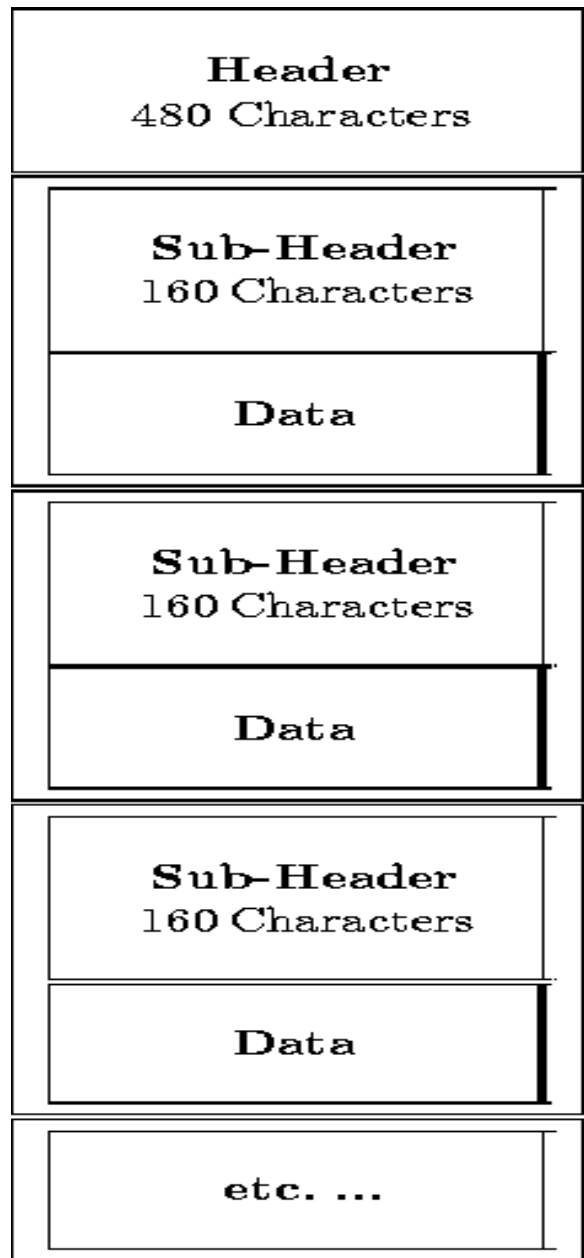 Header
480 Characters
Sub-Header
160 Characters
Data
Sub-Header
160 Characters
Data
Sub-Header
160 Characters
Data
etc. ...